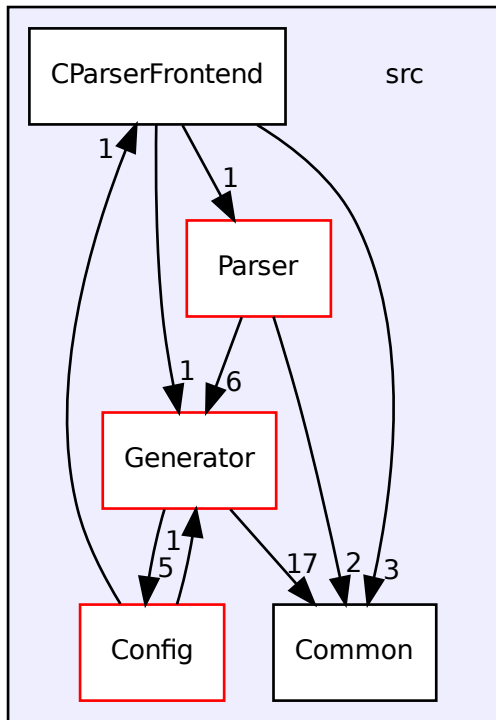 CParserFrontend
src
1
1
Parser
1
6
Generator
1
5
17
2
3
Config
Common